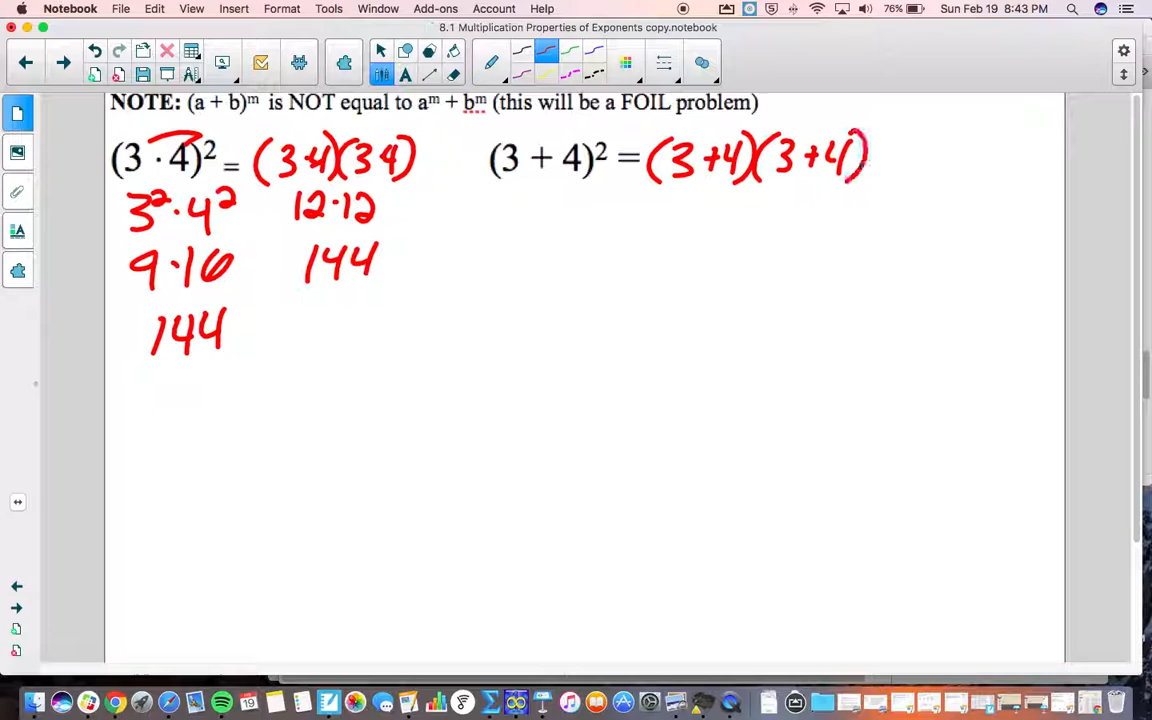 Notebook File Edit View Insert Format Tools Window Add-ons Account Help 76% Sun Feb 19 8:43 PM
8.1 Multiplication Properties of Exponents copy.notebook
NOTE: (a + b)ᵐ is NOT equal to aᵐ + bᵐ (this will be a FOIL problem)
(3 · 4)² = (3·4)(3·4) (3 + 4)² = (3+4)(3+4)
3²·4² 12·12
9·16 144
144